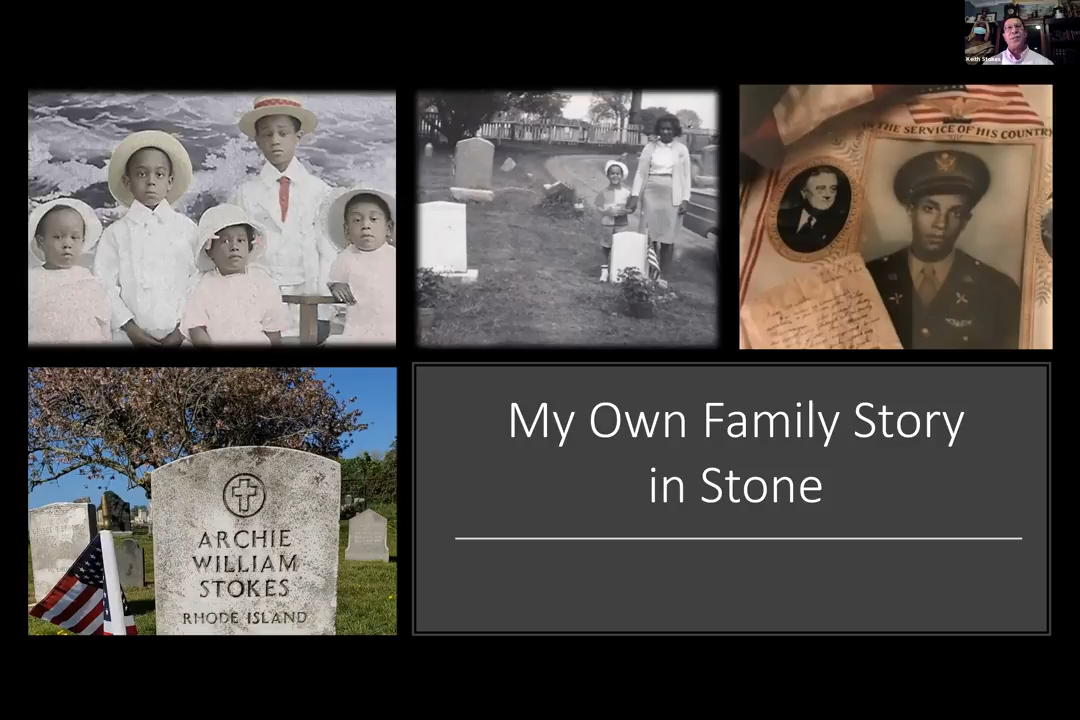 Keith Stokes
IN THE SERVICE OF HIS COUNTRY
My Own Family Story
in Stone
ARCHIE
WILLIAM
STOKES
RHODE ISLAND